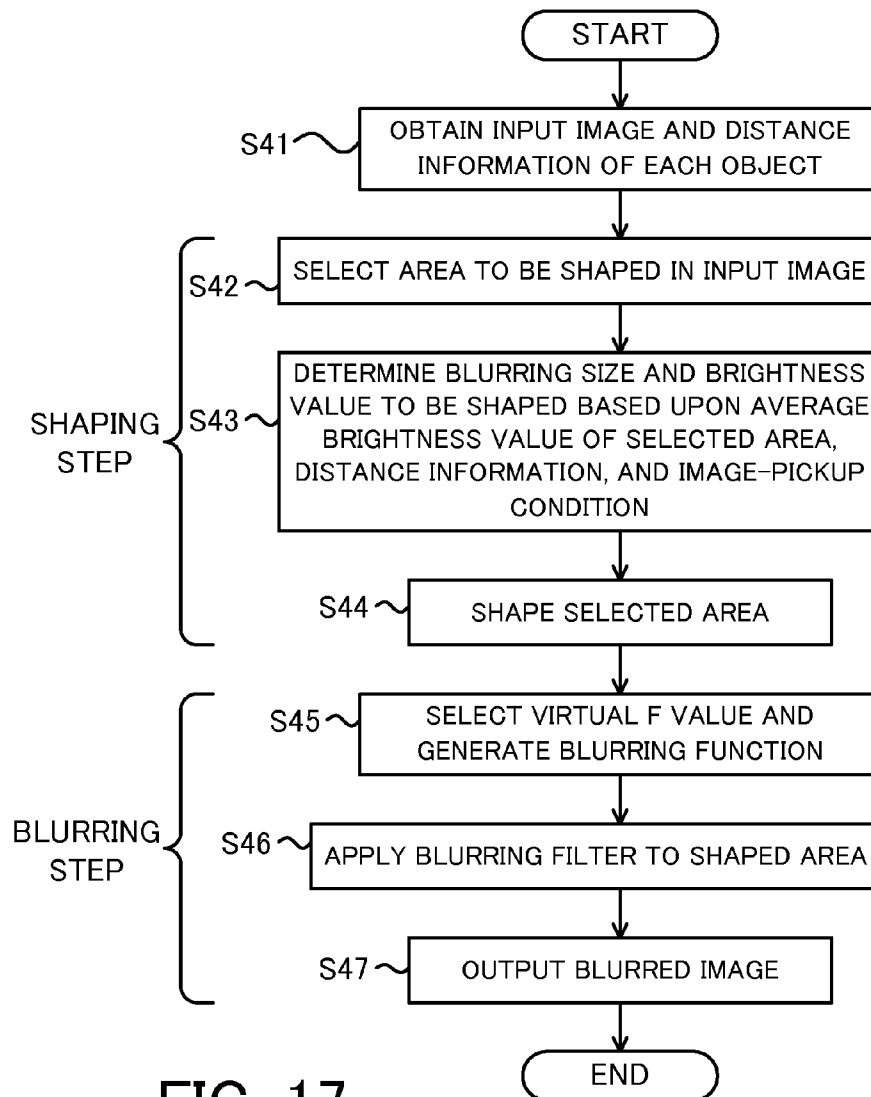 START
S41
OBTAIN INPUT IMAGE AND DISTANCE
INFORMATION OF EACH OBJECT
SHAPING
STEP
S42
SELECT AREA TO BE SHAPED IN INPUT IMAGE
S43
DETERMINE BLURRING SIZE AND BRIGHTNESS
VALUE TO BE SHAPED BASED UPON AVERAGE
BRIGHTNESS VALUE OF SELECTED AREA,
DISTANCE INFORMATION, AND IMAGE-PICKUP
CONDITION
S44
SHAPE SELECTED AREA
BLURRING
STEP
S45
SELECT VIRTUAL F VALUE AND
GENERATE BLURRING FUNCTION
S46
APPLY BLURRING FILTER TO SHAPED AREA
S47
OUTPUT BLURRED IMAGE
END
FIG. 17